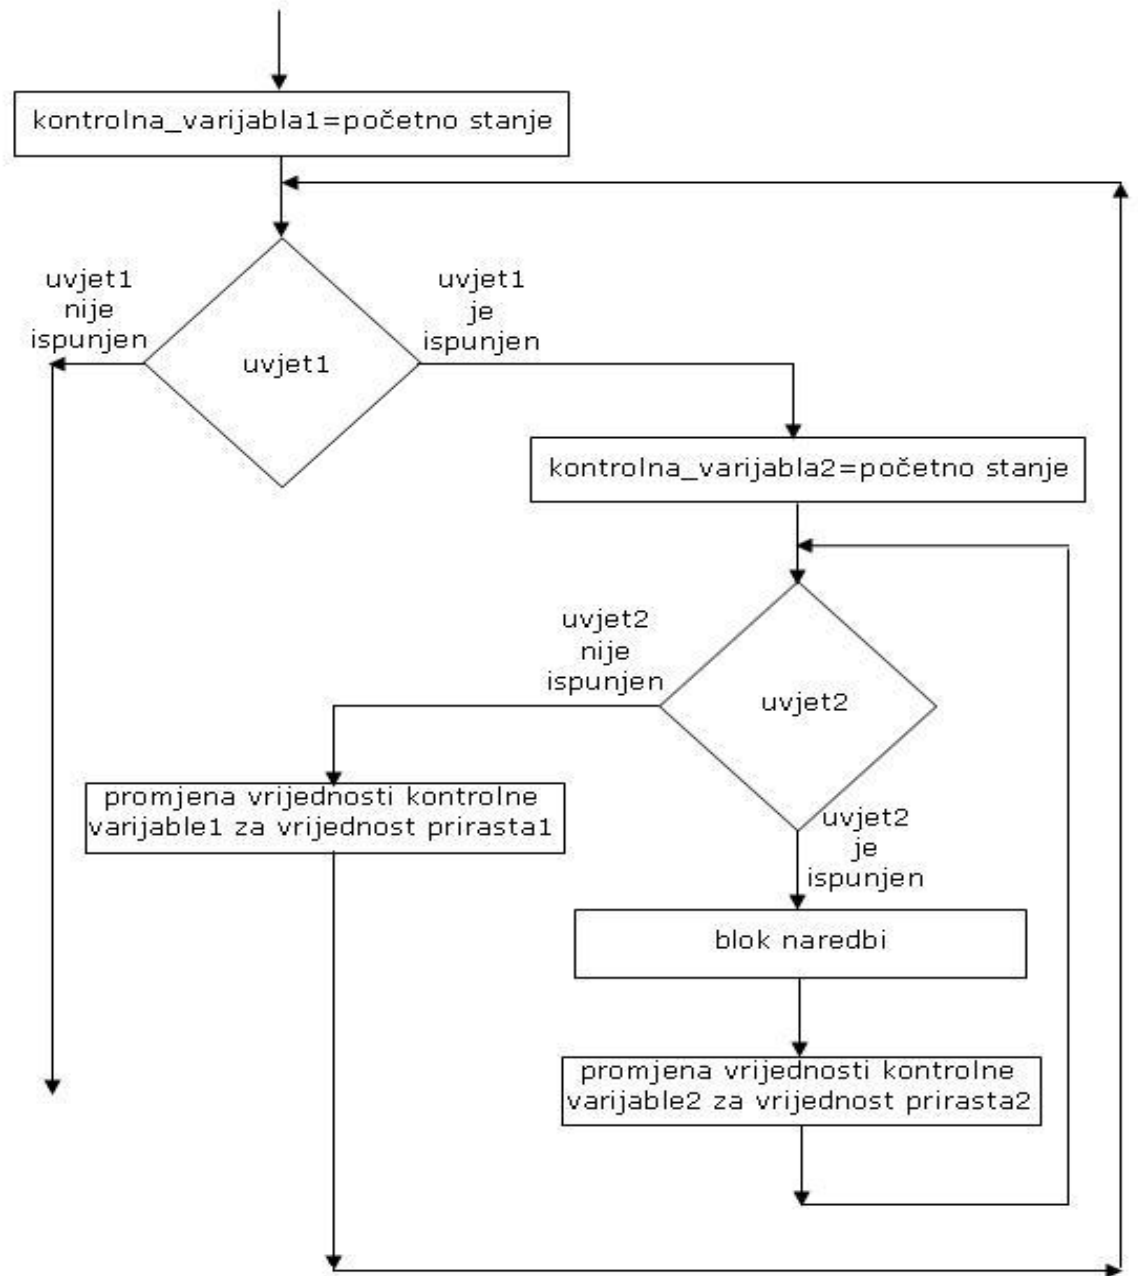 kontrolna_varijabla1=početno stanje
uvjet1
nije
ispunjen
uvjet1
je
ispunjen
uvjet1
kontrolna_varijabla2=početno stanje
uvjet2
nije
ispunjen
uvjet2
promjena vrijednosti kontrolne
varijable1 za vrijednost prirasta1
uvjet2
je
ispunjen
blok naredbi
promjena vrijednosti kontrolne
varijable2 za vrijednost prirasta2